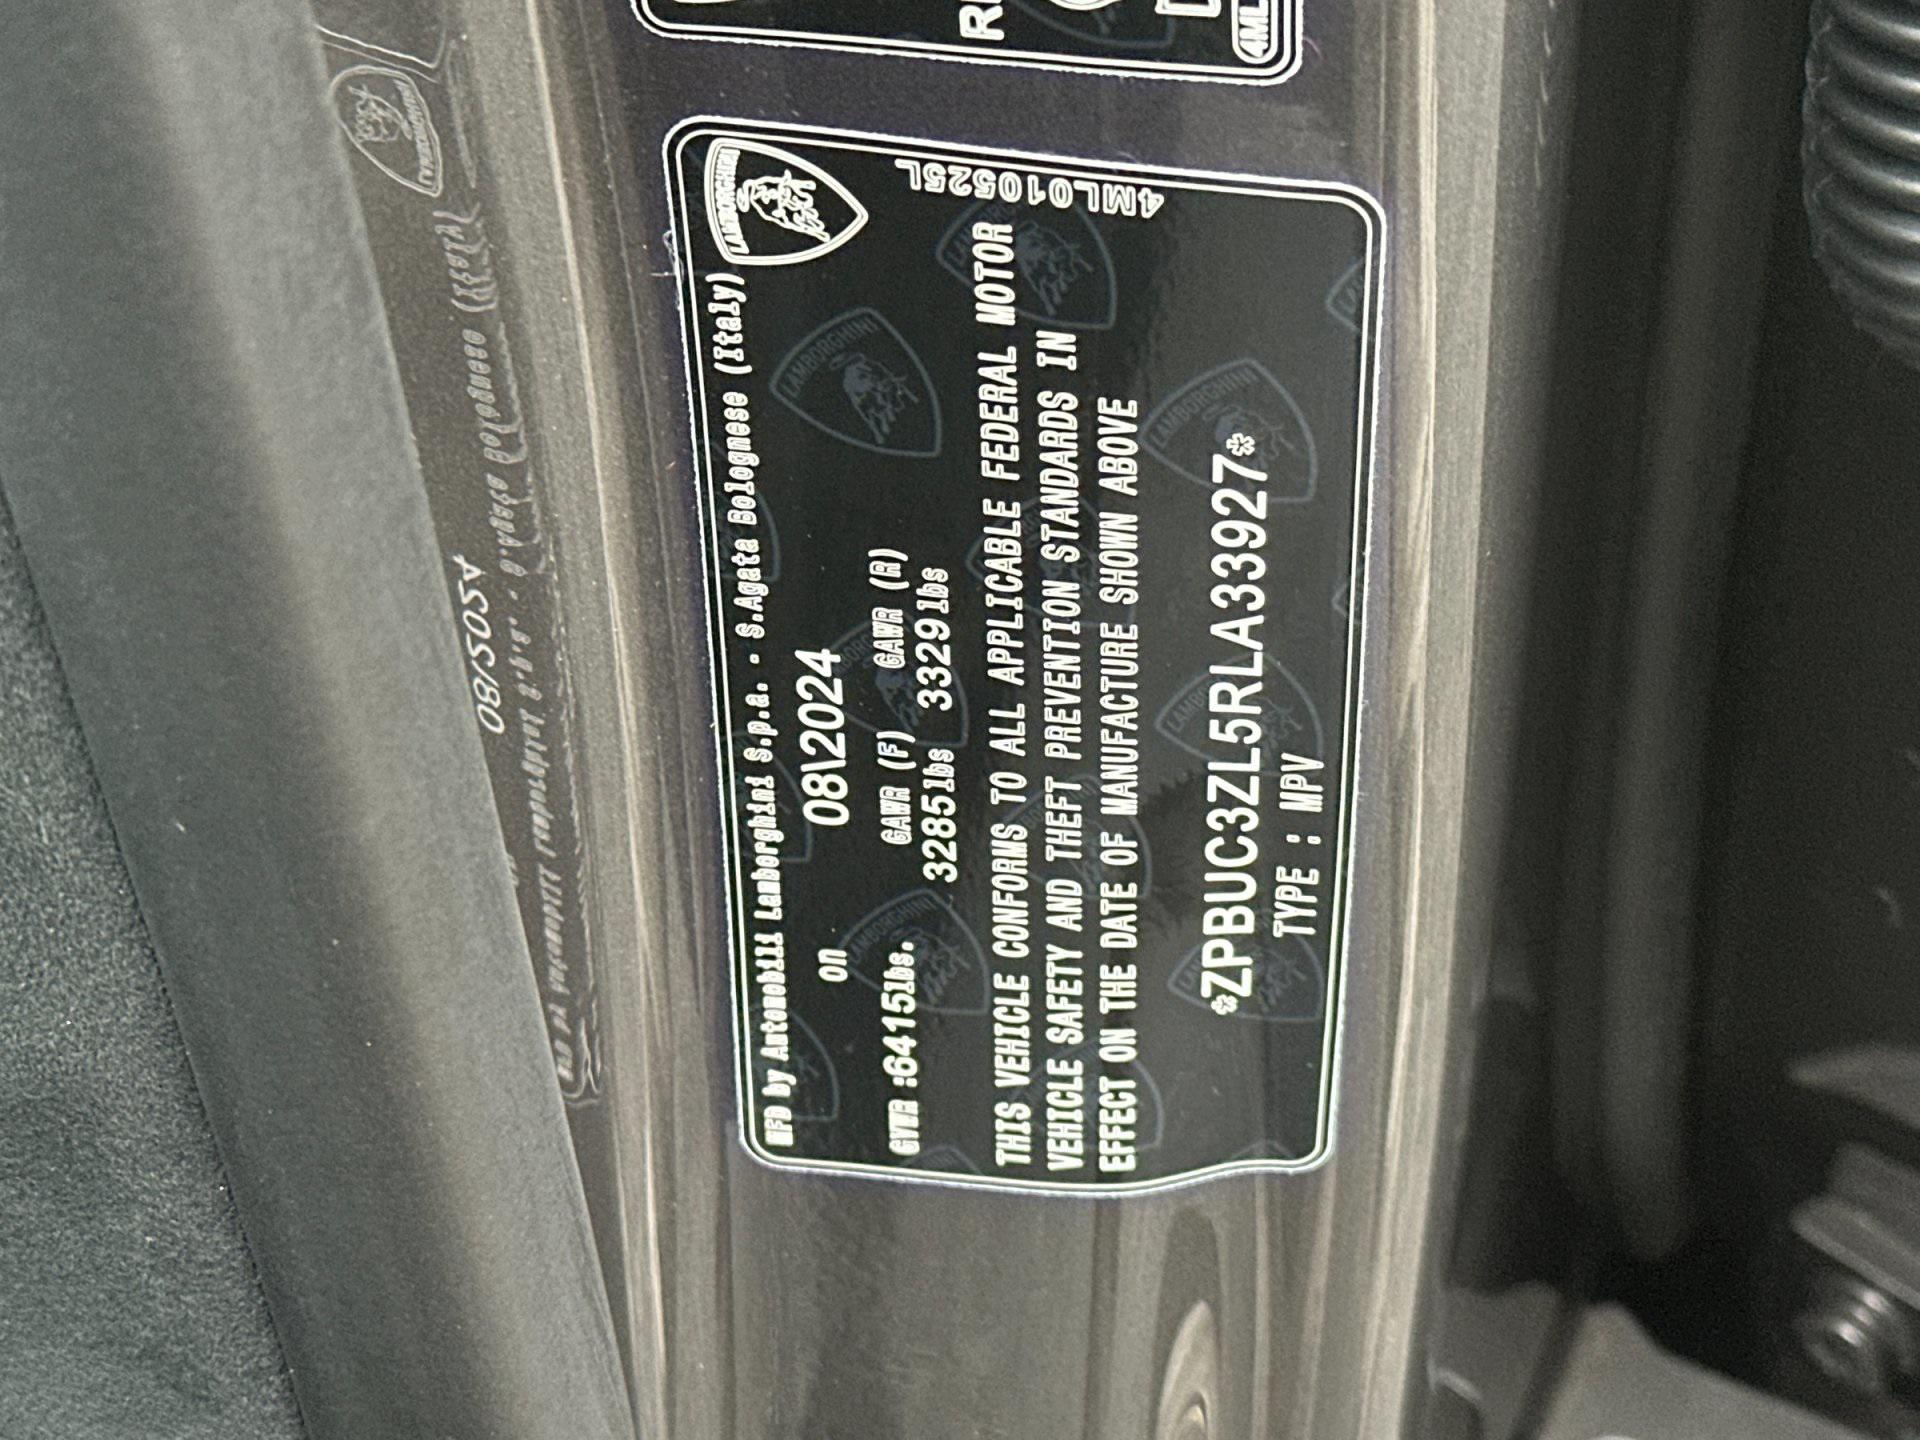 LAMBORGHINI
MFD by Automobili Lamborghini S.p.a. - S.Agata Bolognese (Italy)
on 08\2024
GVWR :6415lbs. GAWR (F) GAWR (R)
3285lbs 3329lbs
THIS VEHICLE CONFORMS TO ALL APPLICABLE FEDERAL MOTOR
VEHICLE SAFETY AND THEFT PREVENTION STANDARDS IN
EFFECT ON THE DATE OF MANUFACTURE SHOWN ABOVE
*ZPBUC3ZL5RLA33927*
TYPE : MPV
4ML010525L
4ML